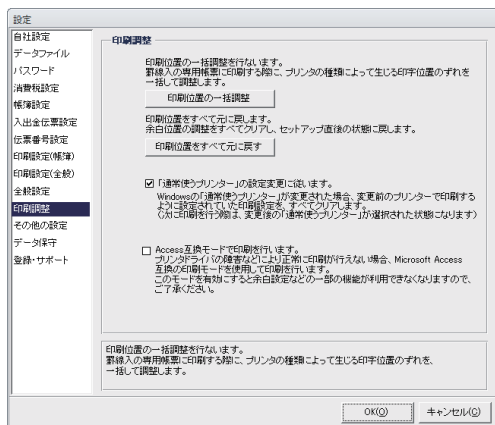 設定
自社設定
データファイル
パスワード
消費税設定
帳簿設定
入出金伝票設定
伝票番号設定
印刷設定(帳簿)
印刷設定(全般)
全般設定
印刷調整
その他の設定
データ保守
登録・サポート
印刷調整
印刷位置の一括調整を行ないます。
罫線入の専用帳票に印刷する際に、プリンタの種類によって生じる印字位置のずれを
一括して調整します。
印刷位置の一括調整
印刷位置をすべて元に戻します。
余白位置の調整をすべてクリアし、セットアップ直後の状態に戻します。
印刷位置をすべて元に戻す
「通常使うプリンター」の設定変更に従います。
Windowsの「通常使うプリンター」が変更された場合、変更前のプリンターで印刷する
ように設定されていた印刷設定を、すべてクリアします。
(次に印刷を行う際は、変更後の「通常使うプリンター」が選択された状態になります)
Access互換モードで印刷を行います。
プリンタドライバの障害などにより正常に印刷が行えない場合、Microsoft Access
互換の印刷モードを使用して印刷を行います。
このモードを有効にすると余白設定などの一部の機能が利用できなくなりますので、
ご了承ください。
印刷位置の一括調整を行ないます。
罫線入の専用帳票に印刷する際に、プリンタの種類によって生じる印字位置のずれを、
一括して調整します。
OK(O)
キャンセル(C)